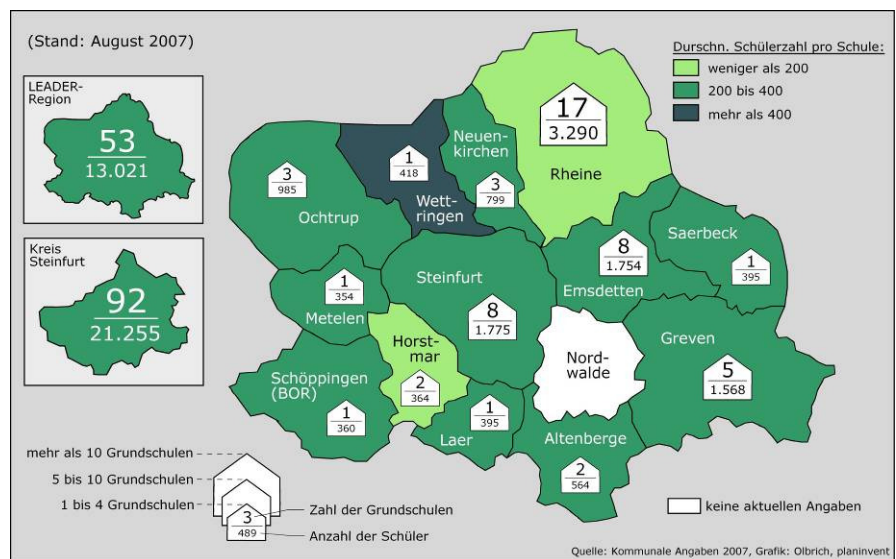 (Stand: August 2007)
LEADER-
Region
53
13.021
Kreis
Steinfurt
92
21.255
Durschn. Schülerzahl pro Schule:
weniger als 200
200 bis 400
mehr als 400
17
3.290
Rheine
Neuen-
kirchen
3
799
1
418
Wett-
ringen
3
985
Ochtrup
8
1.754
Emsdetten
Saerbeck
1
395
Steinfurt
8
1.775
1
354
Metelen
Horst-
mar
2
364
Nord-
walde
Greven
5
1.568
Schöppingen
(BOR)
1
360
1
395
Laer
Altenberge
2
564
mehr als 10 Grundschulen
5 bis 10 Grundschulen
1 bis 4 Grundschulen
3
489
Zahl der Grundschulen
Anzahl der Schüler
keine aktuellen Angaben
Quelle: Kommunale Angaben 2007, Grafik: Olbrich, planinvent